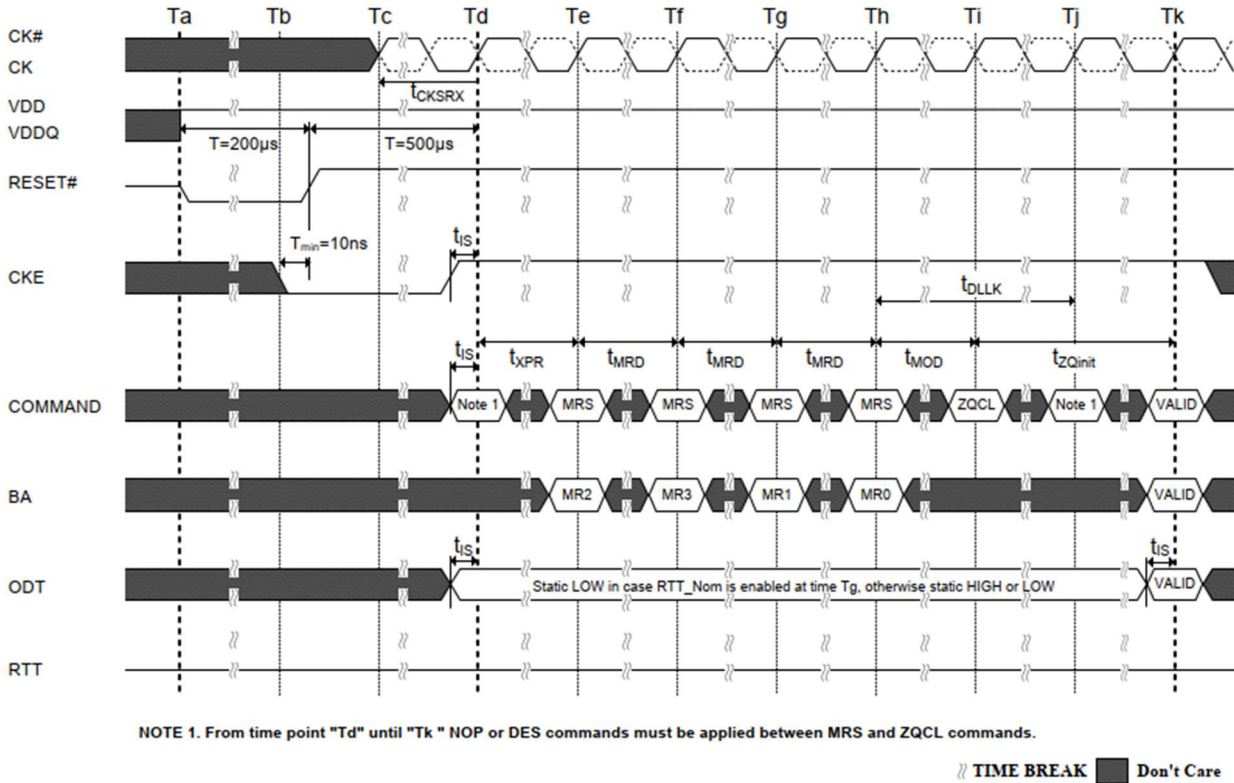 Ta Tb Tc Td Te Tf Tg Th Ti Tj Tk
CK#
CK
tCKSRX
VDD
VDDQ
T=200µs T=500µs
RESET#
Tmin=10ns
tIS
CKE
tDLLK
tIS tXPR tMRD tMRD tMRD tMOD tZQinit
COMMAND Note 1 MRS MRS MRS MRS ZQCL Note 1 VALID
BA MR2 MR3 MR1 MR0 VALID
tIS tIS
ODT Static LOW in case RTT_Nom is enabled at time Tg, otherwise static HIGH or LOW VALID
RTT
NOTE 1. From time point "Td" until "Tk " NOP or DES commands must be applied between MRS and ZQCL commands.
TIME BREAK Don't Care